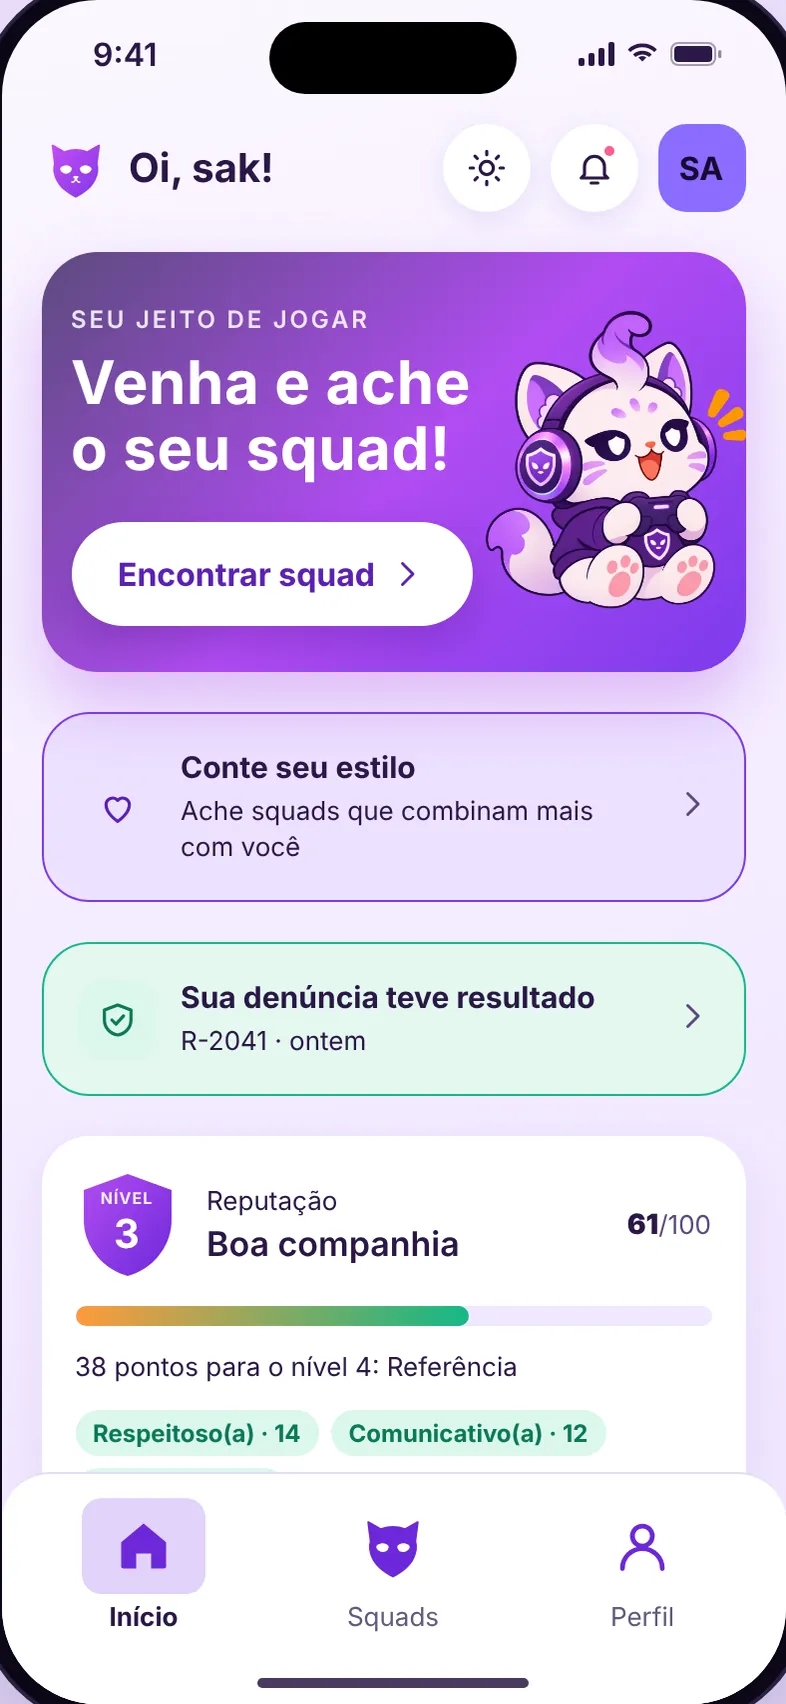 9:41
Oi, sak!
SA
SEU JEITO DE JOGAR
Venha e ache
o seu squad!
Encontrar squad
Conte seu estilo
Ache squads que combinam mais
com você
Sua denúncia teve resultado
R-2041 · ontem
NÍVEL
3
Reputação
Boa companhia
61/100
38 pontos para o nível 4: Referência
Respeitoso(a) · 14
Comunicativo(a) · 12
Início
Squads
Perfil